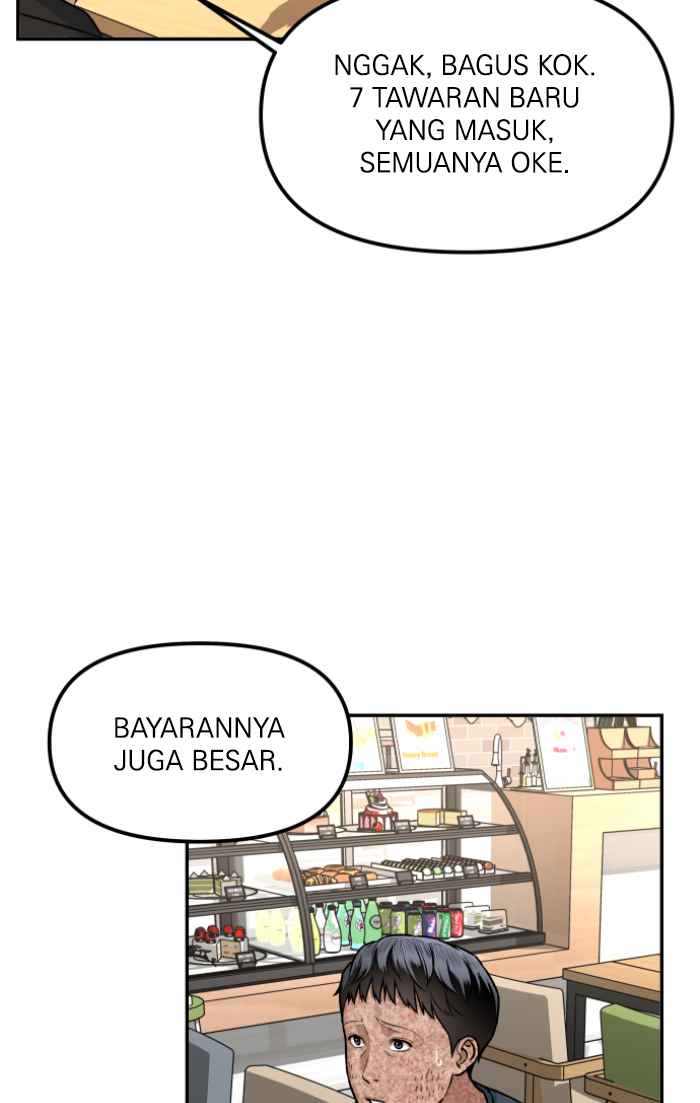 NGGAK, BAGUS KOK.
7 TAWARAN BARU
YANG MASUK,
SEMUANYA OKE.
BAYARANNYA
JUGA BESAR.